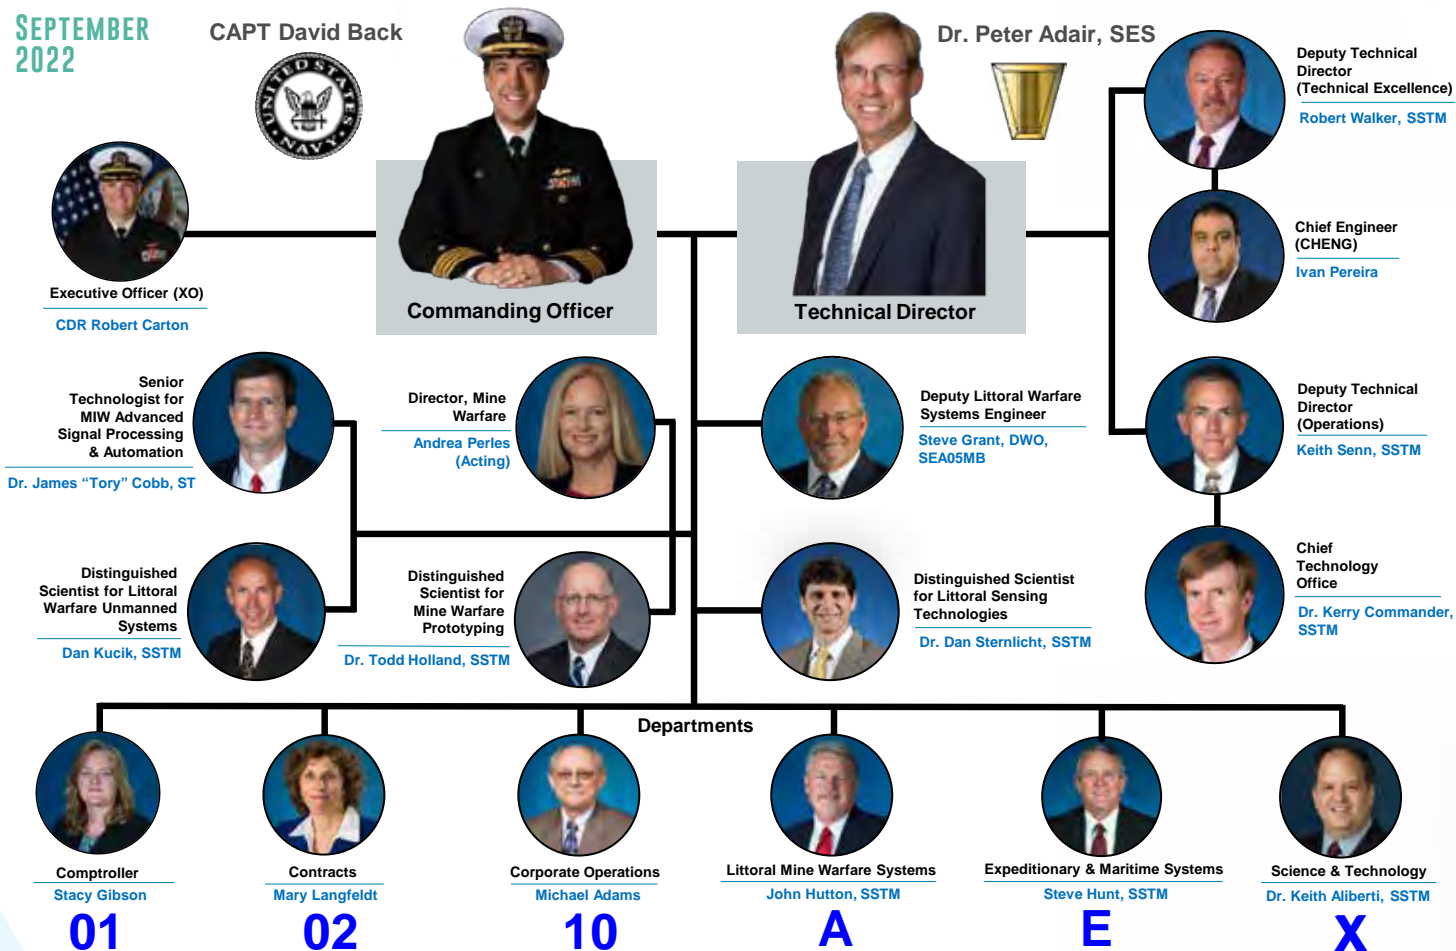 SEPTEMBER
2022
CAPT David Back
UNITED STATES
NAVY
Dr. Peter Adair, SES
Deputy Technical
Director
(Technical Excellence)
Robert Walker, SSTM
Executive Officer (XO)
CDR Robert Carton
Commanding Officer
Technical Director
Chief Engineer
(CHENG)
Ivan Pereira
Senior
Technologist for
MIW Advanced
Signal Processing
& Automation
Dr. James “Tory” Cobb, ST
Director, Mine
Warfare
Andrea Perles
(Acting)
Deputy Littoral Warfare
Systems Engineer
Steve Grant, DWO,
SEA05MB
Deputy Technical
Director
(Operations)
Keith Senn, SSTM
Distinguished
Scientist for Littoral
Warfare Unmanned
Systems
Dan Kucik, SSTM
Distinguished
Scientist for
Mine Warfare
Prototyping
Dr. Todd Holland, SSTM
Distinguished Scientist
for Littoral Sensing
Technologies
Dr. Dan Sternlicht, SSTM
Chief
Technology
Office
Dr. Kerry Commander,
SSTM
Departments
Comptroller
Stacy Gibson
01
Contracts
Mary Langfeldt
02
Corporate Operations
Michael Adams
10
Littoral Mine Warfare Systems
John Hutton, SSTM
A
Expeditionary & Maritime Systems
Steve Hunt, SSTM
E
Science & Technology
Dr. Keith Aliberti, SSTM
X